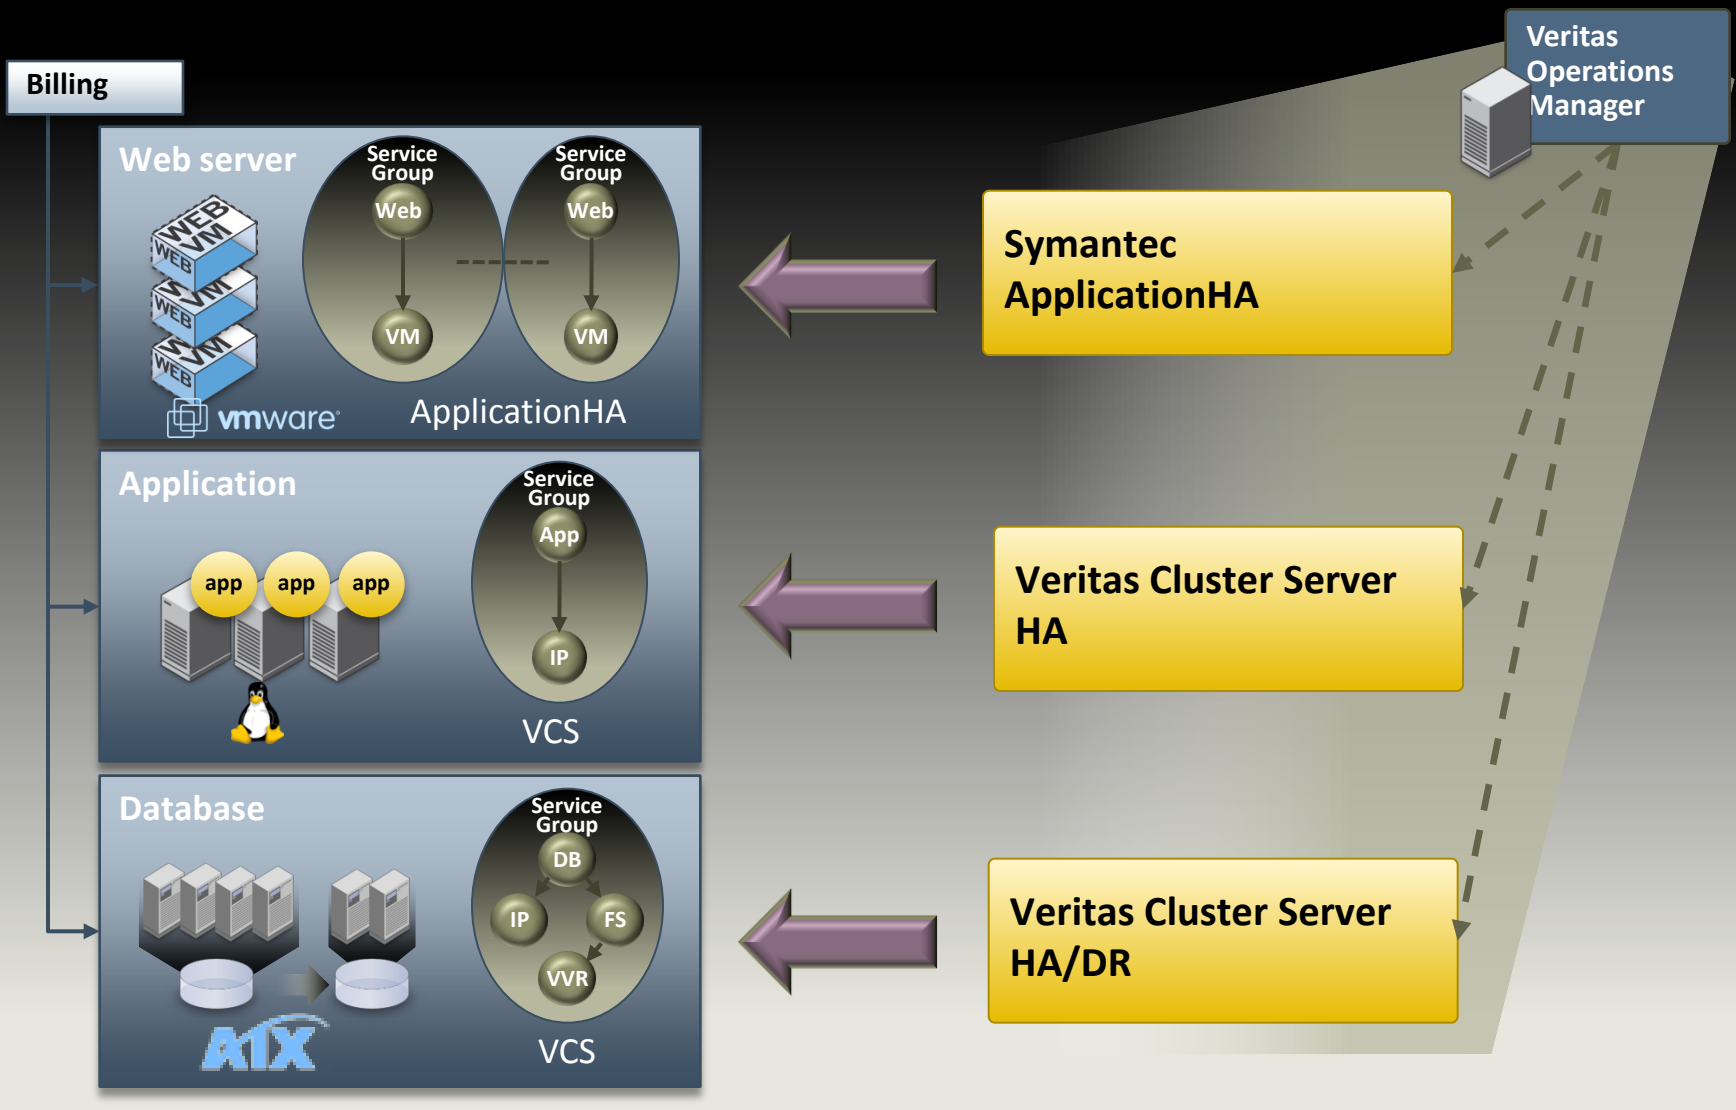 Veritas
Operations
Manager
Billing
Web server
Service
Group
Web
VM
Service
Group
Web
VM
WEB
VM
WEB
VM
WEB
VM
WEB
WEB
vmware
ApplicationHA
Symantec
ApplicationHA
Application
app
app
app
Service
Group
App
IP
VCS
Veritas Cluster Server
HA
Database
Service
Group
DB
IP
FS
VVR
AIX
VCS
Veritas Cluster Server
HA/DR